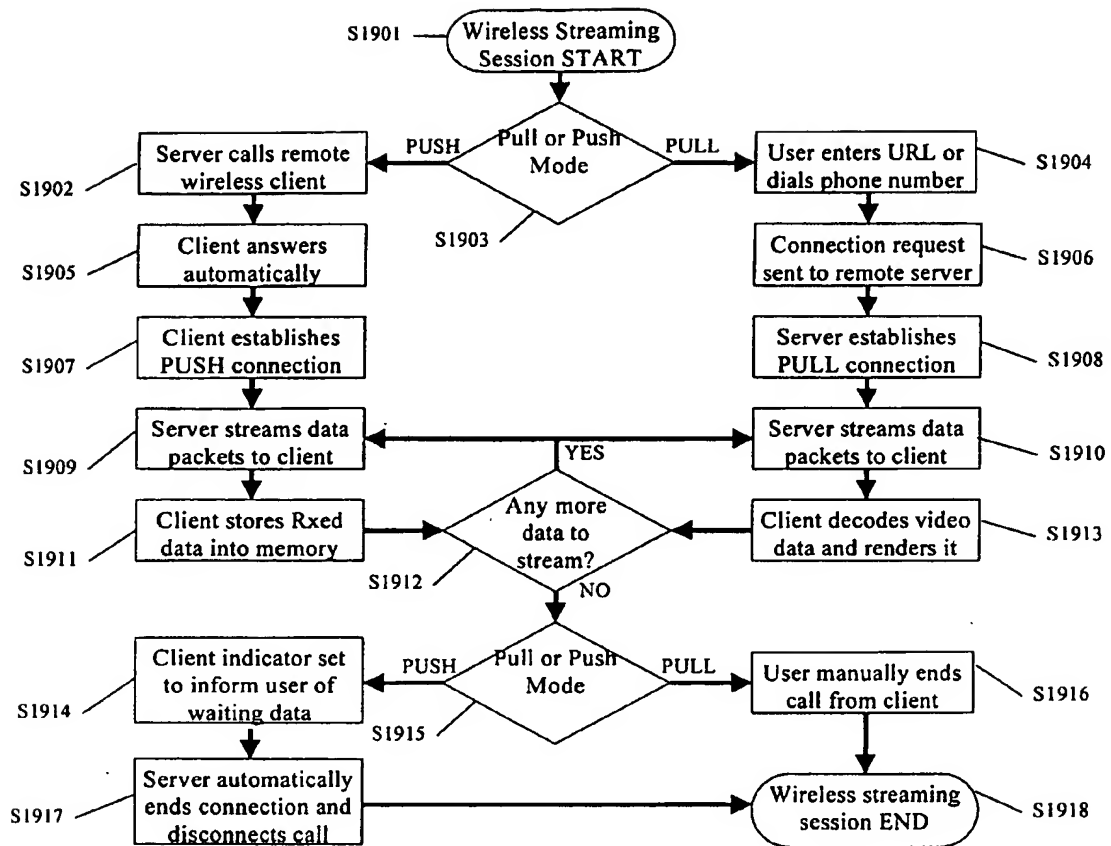 S1901
Wireless Streaming
Session START
Pull or Push
Mode
PUSH
PULL
S1903
Server calls remote
wireless client
S1902
User enters URL or
dials phone number
S1904
Client answers
automatically
S1905
Connection request
sent to remote server
S1906
Client establishes
PUSH connection
S1907
Server establishes
PULL connection
S1908
Server streams data
packets to client
S1909
YES
Server streams data
packets to client
S1910
Client stores Rxed
data into memory
S1911
Any more
data to
stream?
S1912
NO
Client decodes video
data and renders it
S1913
Client indicator set
to inform user of
waiting data
S1914
PUSH
Pull or Push
Mode
PULL
S1915
User manually ends
call from client
S1916
Server automatically
ends connection and
disconnects call
S1917
Wireless streaming
session END
S1918